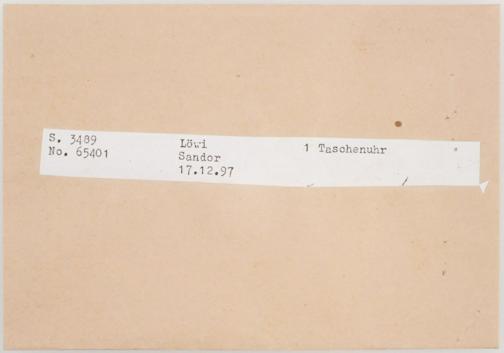 S. 3489 Löwi 1 Taschenuhr
No. 65401 Sandor
17.12.97